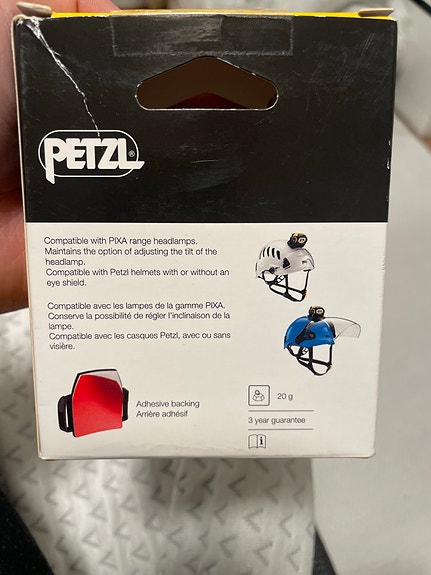 PETZL®
Compatible with PIXA range headlamps.
Maintains the option of adjusting the tilt of the
headlamp.
Compatible with Petzl helmets with or without an
eye shield.
Compatible avec les lampes de la gamme PIXA.
Conserve la possibilité de régler l'inclinaison de la
lampe.
Compatible avec les casques Petzl, avec ou sans
visière.
Adhesive backing
Arrière adhésif
20 g
3 year guarantee
i